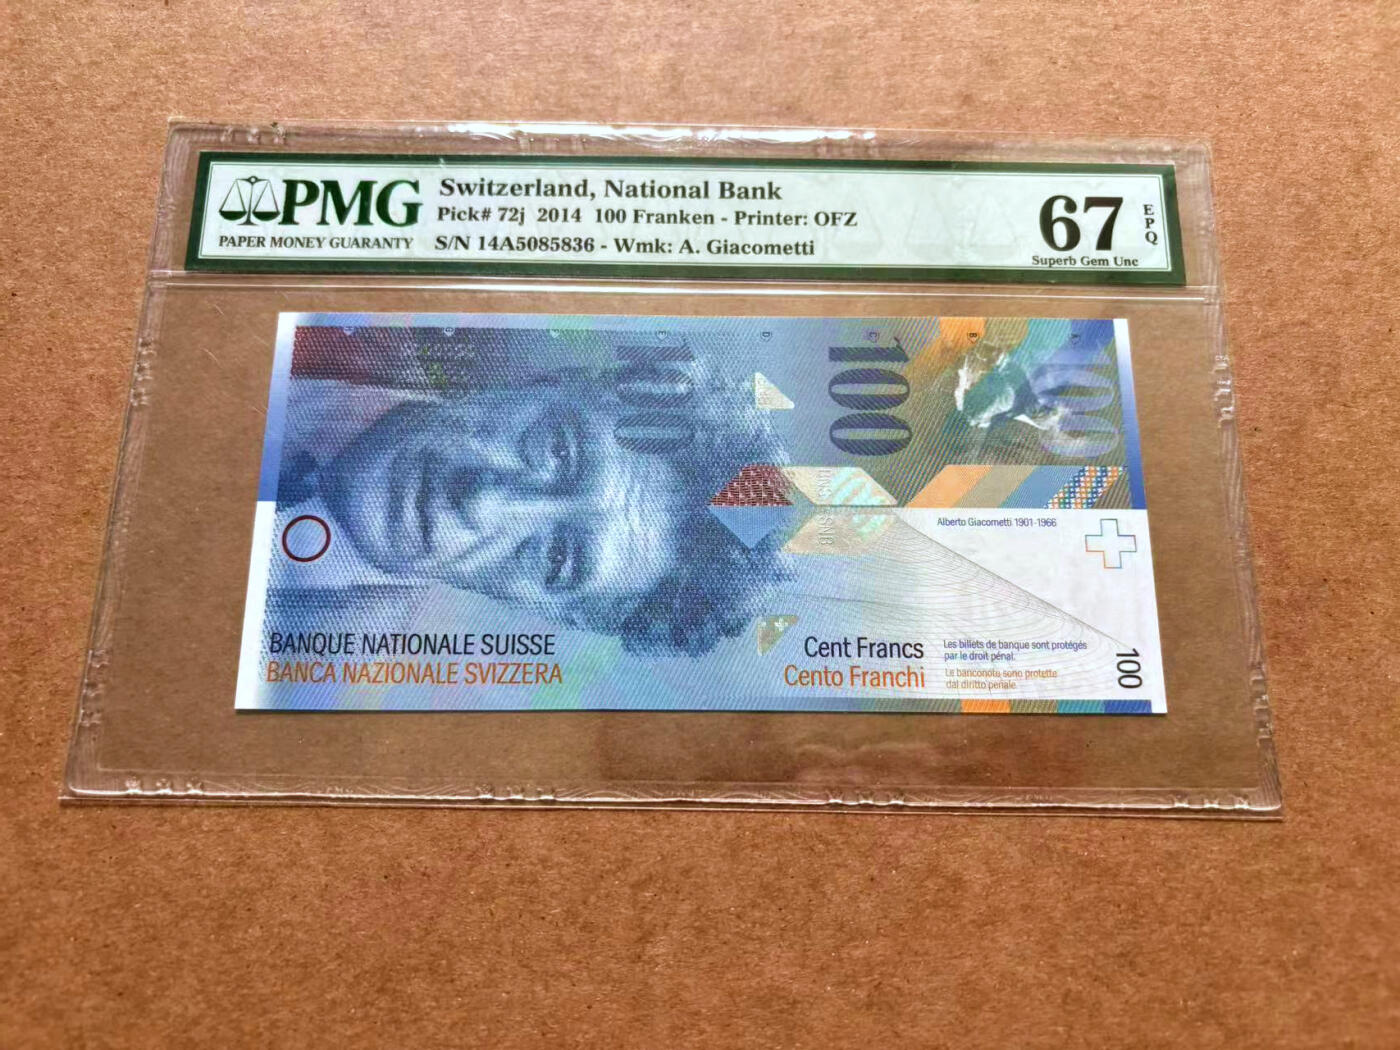 PMG
PAPER MONEY GUARANTY
Switzerland, National Bank
Pick# 72j 2014 100 Franken - Printer: OFZ
S/N 14A5085836 - Wmk: A. Giacometti
67
EPQ
Superb Gem Unc
100
100
100
Alberto Giacometti 1901-1966
BANQUE NATIONALE SUISSE
BANCA NAZIONALE SVIZZERA
Cent Francs
Cento Franchi
Les billets de banque sont protégés
par le droit pénal.
Le banconote sono protette
dal diritto penale.
100